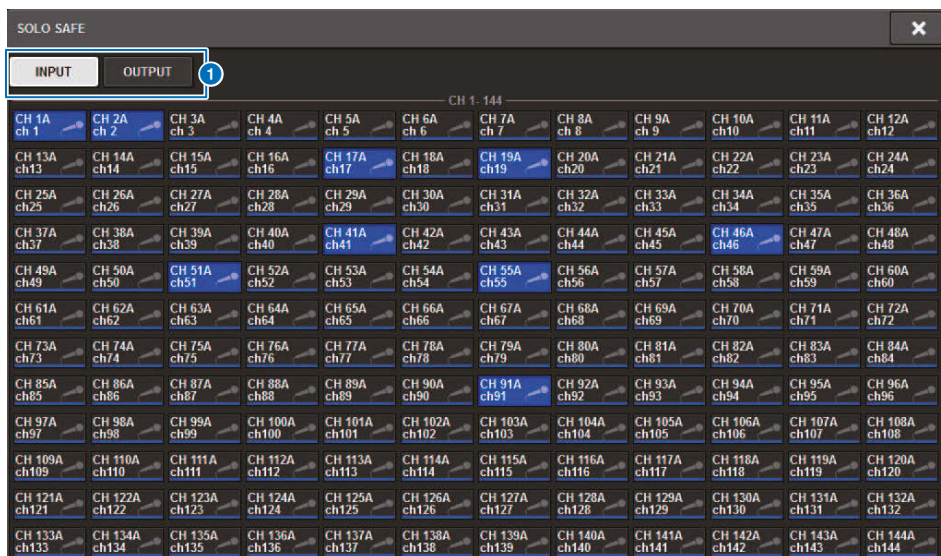 SOLO SAFE
INPUT OUTPUT 1
CH 1- 144
CH 1A CH 2A CH 3A CH 4A CH 5A CH 6A CH 7A CH 8A CH 9A CH 10A CH 11A CH 12A
ch 1 ch 2 ch 3 ch 4 ch 5 ch 6 ch 7 ch 8 ch 9 ch10 ch11 ch12
CH 13A CH 14A CH 15A CH 16A CH 17A CH 18A CH 19A CH 20A CH 21A CH 22A CH 23A CH 24A
ch13 ch14 ch15 ch16 ch17 ch18 ch19 ch20 ch21 ch22 ch23 ch24
CH 25A CH 26A CH 27A CH 28A CH 29A CH 30A CH 31A CH 32A CH 33A CH 34A CH 35A CH 36A
ch25 ch26 ch27 ch28 ch29 ch30 ch31 ch32 ch33 ch34 ch35 ch36
CH 37A CH 38A CH 39A CH 40A CH 41A CH 42A CH 43A CH 44A CH 45A CH 46A CH 47A CH 48A
ch37 ch38 ch39 ch40 ch41 ch42 ch43 ch44 ch45 ch46 ch47 ch48
CH 49A CH 50A CH 51A CH 52A CH 53A CH 54A CH 55A CH 56A CH 57A CH 58A CH 59A CH 60A
ch49 ch50 ch51 ch52 ch53 ch54 ch55 ch56 ch57 ch58 ch59 ch60
CH 61A CH 62A CH 63A CH 64A CH 65A CH 66A CH 67A CH 68A CH 69A CH 70A CH 71A CH 72A
ch61 ch62 ch63 ch64 ch65 ch66 ch67 ch68 ch69 ch70 ch71 ch72
CH 73A CH 74A CH 75A CH 76A CH 77A CH 78A CH 79A CH 80A CH 81A CH 82A CH 83A CH 84A
ch73 ch74 ch75 ch76 ch77 ch78 ch79 ch80 ch81 ch82 ch83 ch84
CH 85A CH 86A CH 87A CH 88A CH 89A CH 90A CH 91A CH 92A CH 93A CH 94A CH 95A CH 96A
ch85 ch86 ch87 ch88 ch89 ch90 ch91 ch92 ch93 ch94 ch95 ch96
CH 97A CH 98A CH 99A CH 100A CH 101A CH 102A CH 103A CH 104A CH 105A CH 106A CH 107A CH 108A
ch97 ch98 ch99 ch100 ch101 ch102 ch103 ch104 ch105 ch106 ch107 ch108
CH 109A CH 110A CH 111A CH 112A CH 113A CH 114A CH 115A CH 116A CH 117A CH 118A CH 119A CH 120A
ch109 ch110 ch111 ch112 ch113 ch114 ch115 ch116 ch117 ch118 ch119 ch120
CH 121A CH 122A CH 123A CH 124A CH 125A CH 126A CH 127A CH 128A CH 129A CH 130A CH 131A CH 132A
ch121 ch122 ch123 ch124 ch125 ch126 ch127 ch128 ch129 ch130 ch131 ch132
CH 133A CH 134A CH 135A CH 136A CH 137A CH 138A CH 139A CH 140A CH 141A CH 142A CH 143A CH 144A
ch133 ch134 ch135 ch136 ch137 ch138 ch139 ch140 ch141 ch142 ch143 ch144